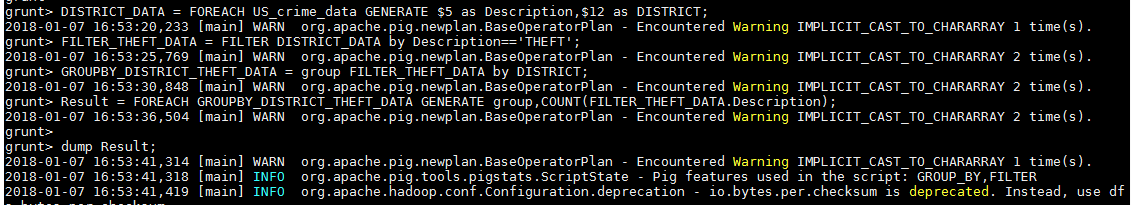 grunt>
grunt> DISTRICT_DATA = FOREACH US_crime_data GENERATE $5 as Description,$12 as DISTRICT;
2018-01-07 16:53:20,233 [main] WARN  org.apache.pig.newplan.BaseOperatorPlan - Encountered Warning IMPLICIT_CAST_TO_CHARARRAY 1 time(s).
grunt> FILTER_THEFT_DATA = FILTER DISTRICT_DATA by Description=='THEFT';
2018-01-07 16:53:25,769 [main] WARN  org.apache.pig.newplan.BaseOperatorPlan - Encountered Warning IMPLICIT_CAST_TO_CHARARRAY 2 time(s).
grunt> GROUPBY_DISTRICT_THEFT_DATA = group FILTER_THEFT_DATA by DISTRICT;
2018-01-07 16:53:30,848 [main] WARN  org.apache.pig.newplan.BaseOperatorPlan - Encountered Warning IMPLICIT_CAST_TO_CHARARRAY 2 time(s).
grunt> Result = FOREACH GROUPBY_DISTRICT_THEFT_DATA GENERATE group,COUNT(FILTER_THEFT_DATA.Description);
2018-01-07 16:53:36,504 [main] WARN  org.apache.pig.newplan.BaseOperatorPlan - Encountered Warning IMPLICIT_CAST_TO_CHARARRAY 2 time(s).
grunt>
grunt> dump Result;
2018-01-07 16:53:41,314 [main] WARN  org.apache.pig.newplan.BaseOperatorPlan - Encountered Warning IMPLICIT_CAST_TO_CHARARRAY 1 time(s).
2018-01-07 16:53:41,318 [main] INFO  org.apache.pig.tools.pigstats.ScriptState - Pig features used in the script: GROUP_BY,FILTER
2018-01-07 16:53:41,419 [main] INFO  org.apache.hadoop.conf.Configuration.deprecation - io.bytes.per.checksum is deprecated. Instead, use df
s.bytes-per-checksum